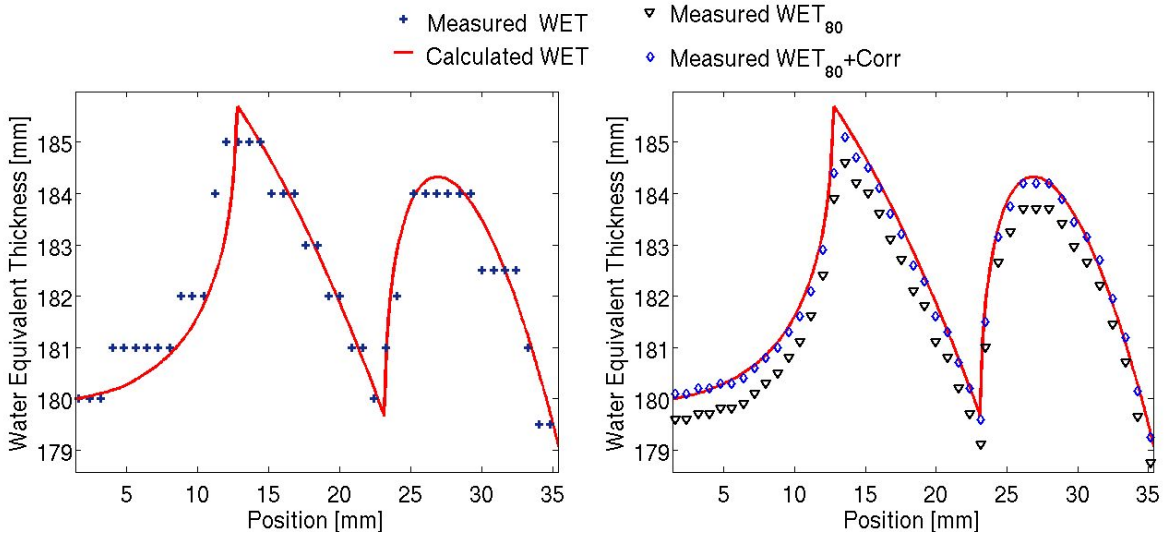 Measured WET
Calculated WET
Measured WET80
Measured WET80+Corr
Water Equivalent Thickness [mm]
185
184
183
182
181
180
179
5 10 15 20 25 30 35
Position [mm]
Water Equivalent Thickness [mm]
185
184
183
182
181
180
179
5 10 15 20 25 30 35
Position [mm]